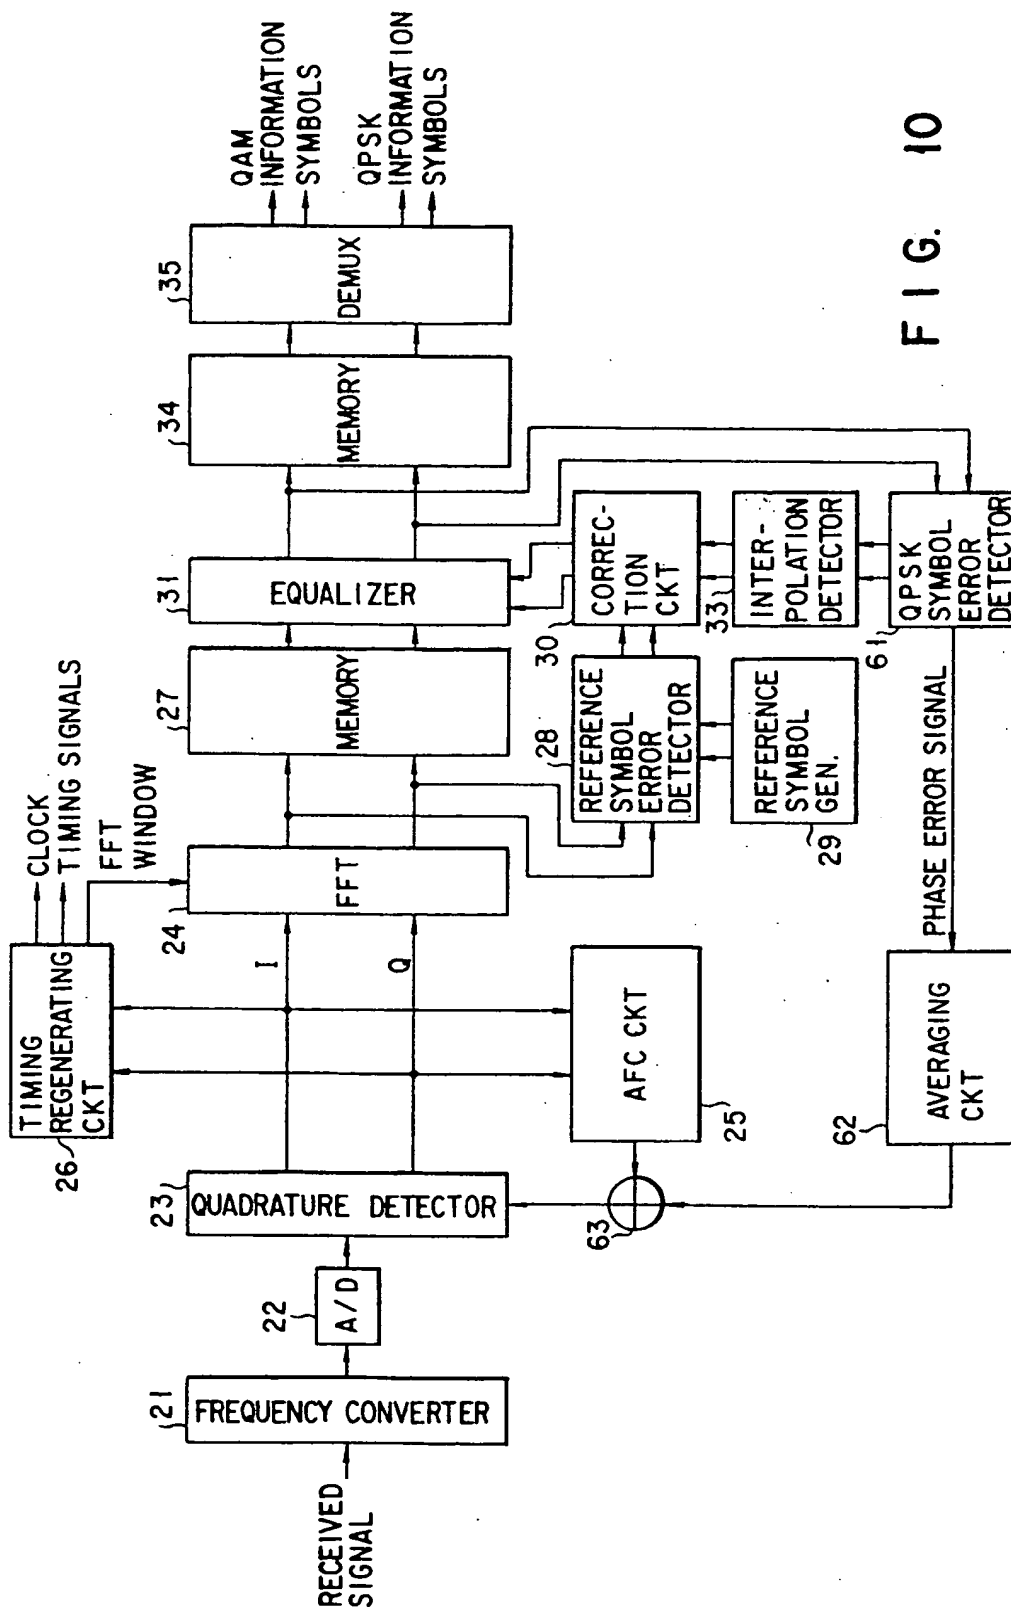 RECEIVED
SIGNAL
21
FREQUENCY CONVERTER
22
A/D
23
QUADRATURE DETECTOR
26
TIMING
REGENERATING
CKT
CLOCK
TIMING SIGNALS
FFT
WINDOW
I
Q
24
FFT
27
MEMORY
31
EQUALIZER
34
MEMORY
35
DEMUX
QAM
INFORMATION
SYMBOLS
QPSK
INFORMATION
SYMBOLS
63
AFC CKT
25
28
REFERENCE
SYMBOL
ERROR
DETECTOR
30
CORREC-
TION
CKT
29
REFERENCE
SYMBOL
GEN.
33
INTER-
POLATION
DETECTOR
62
AVERAGING
CKT
PHASE ERROR SIGNAL
61
QPSK
SYMBOL
ERROR
DETECTOR
FIG. 10